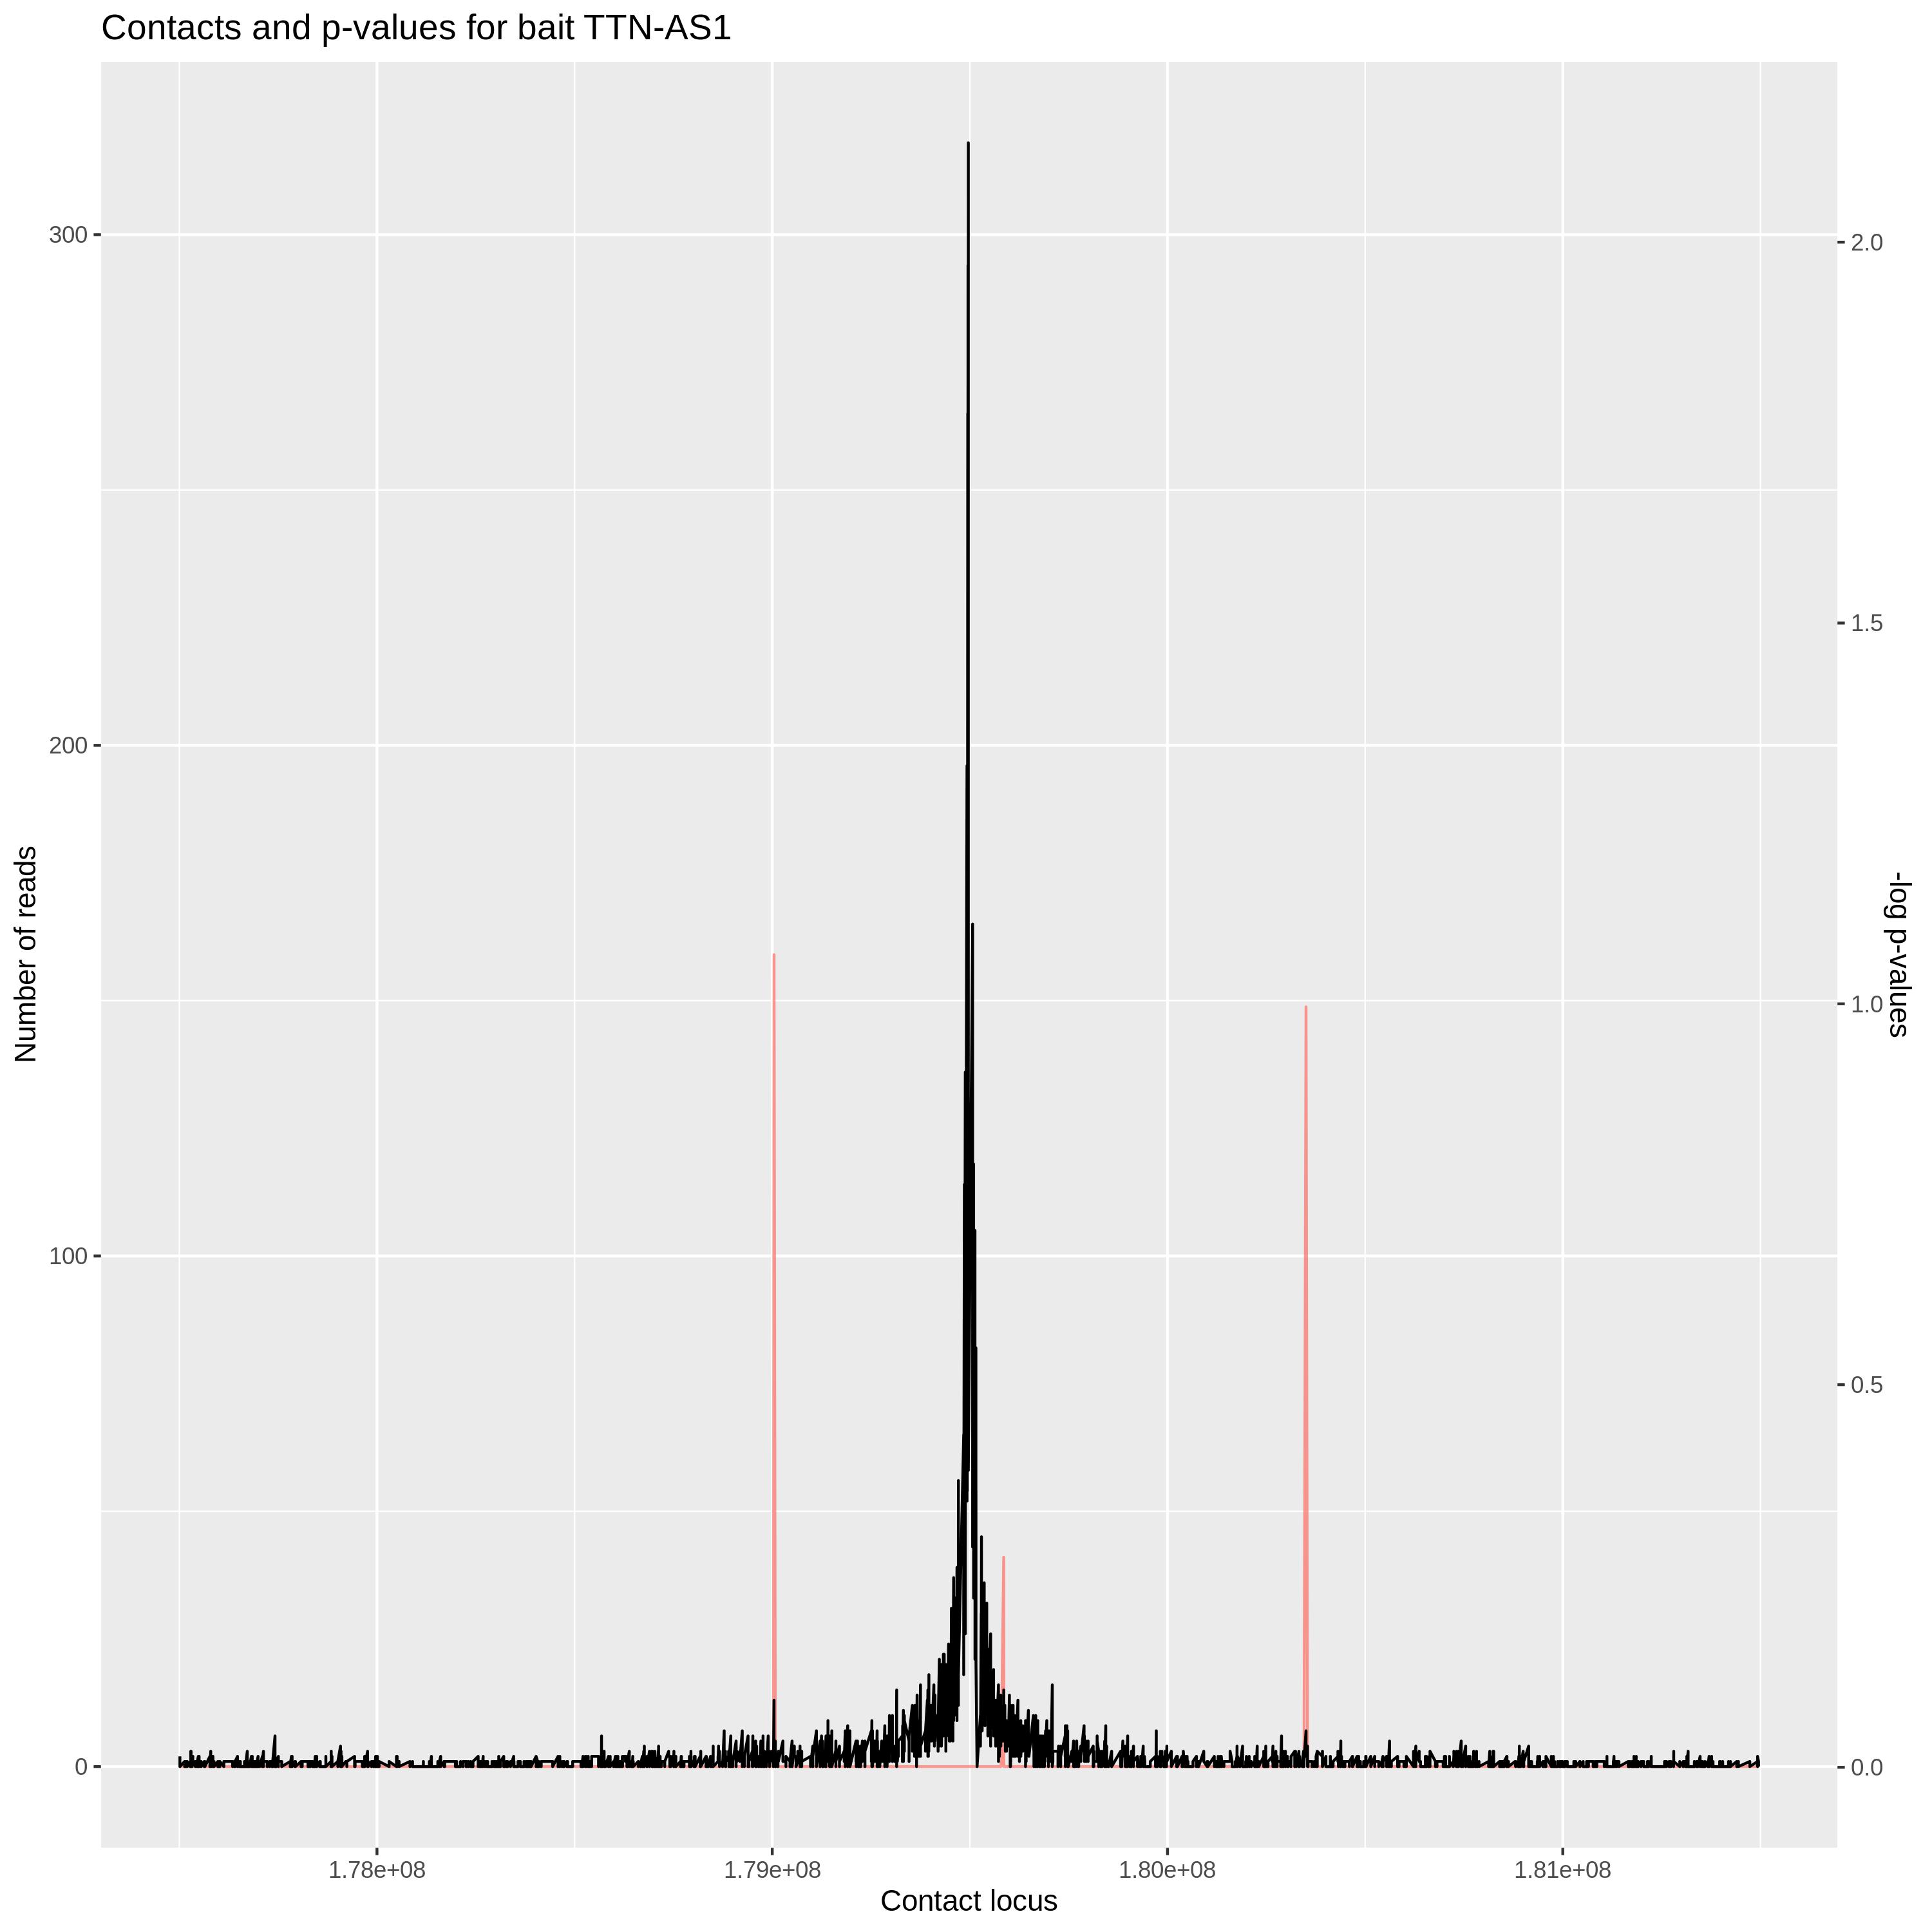 Contacts and p-values for bait TTN-AS1
Number of reads
300
200
100
0
2.0
1.5
1.0
0.5
0.0
-log p-values
1.78e+08
1.79e+08
1.80e+08
1.81e+08
Contact locus